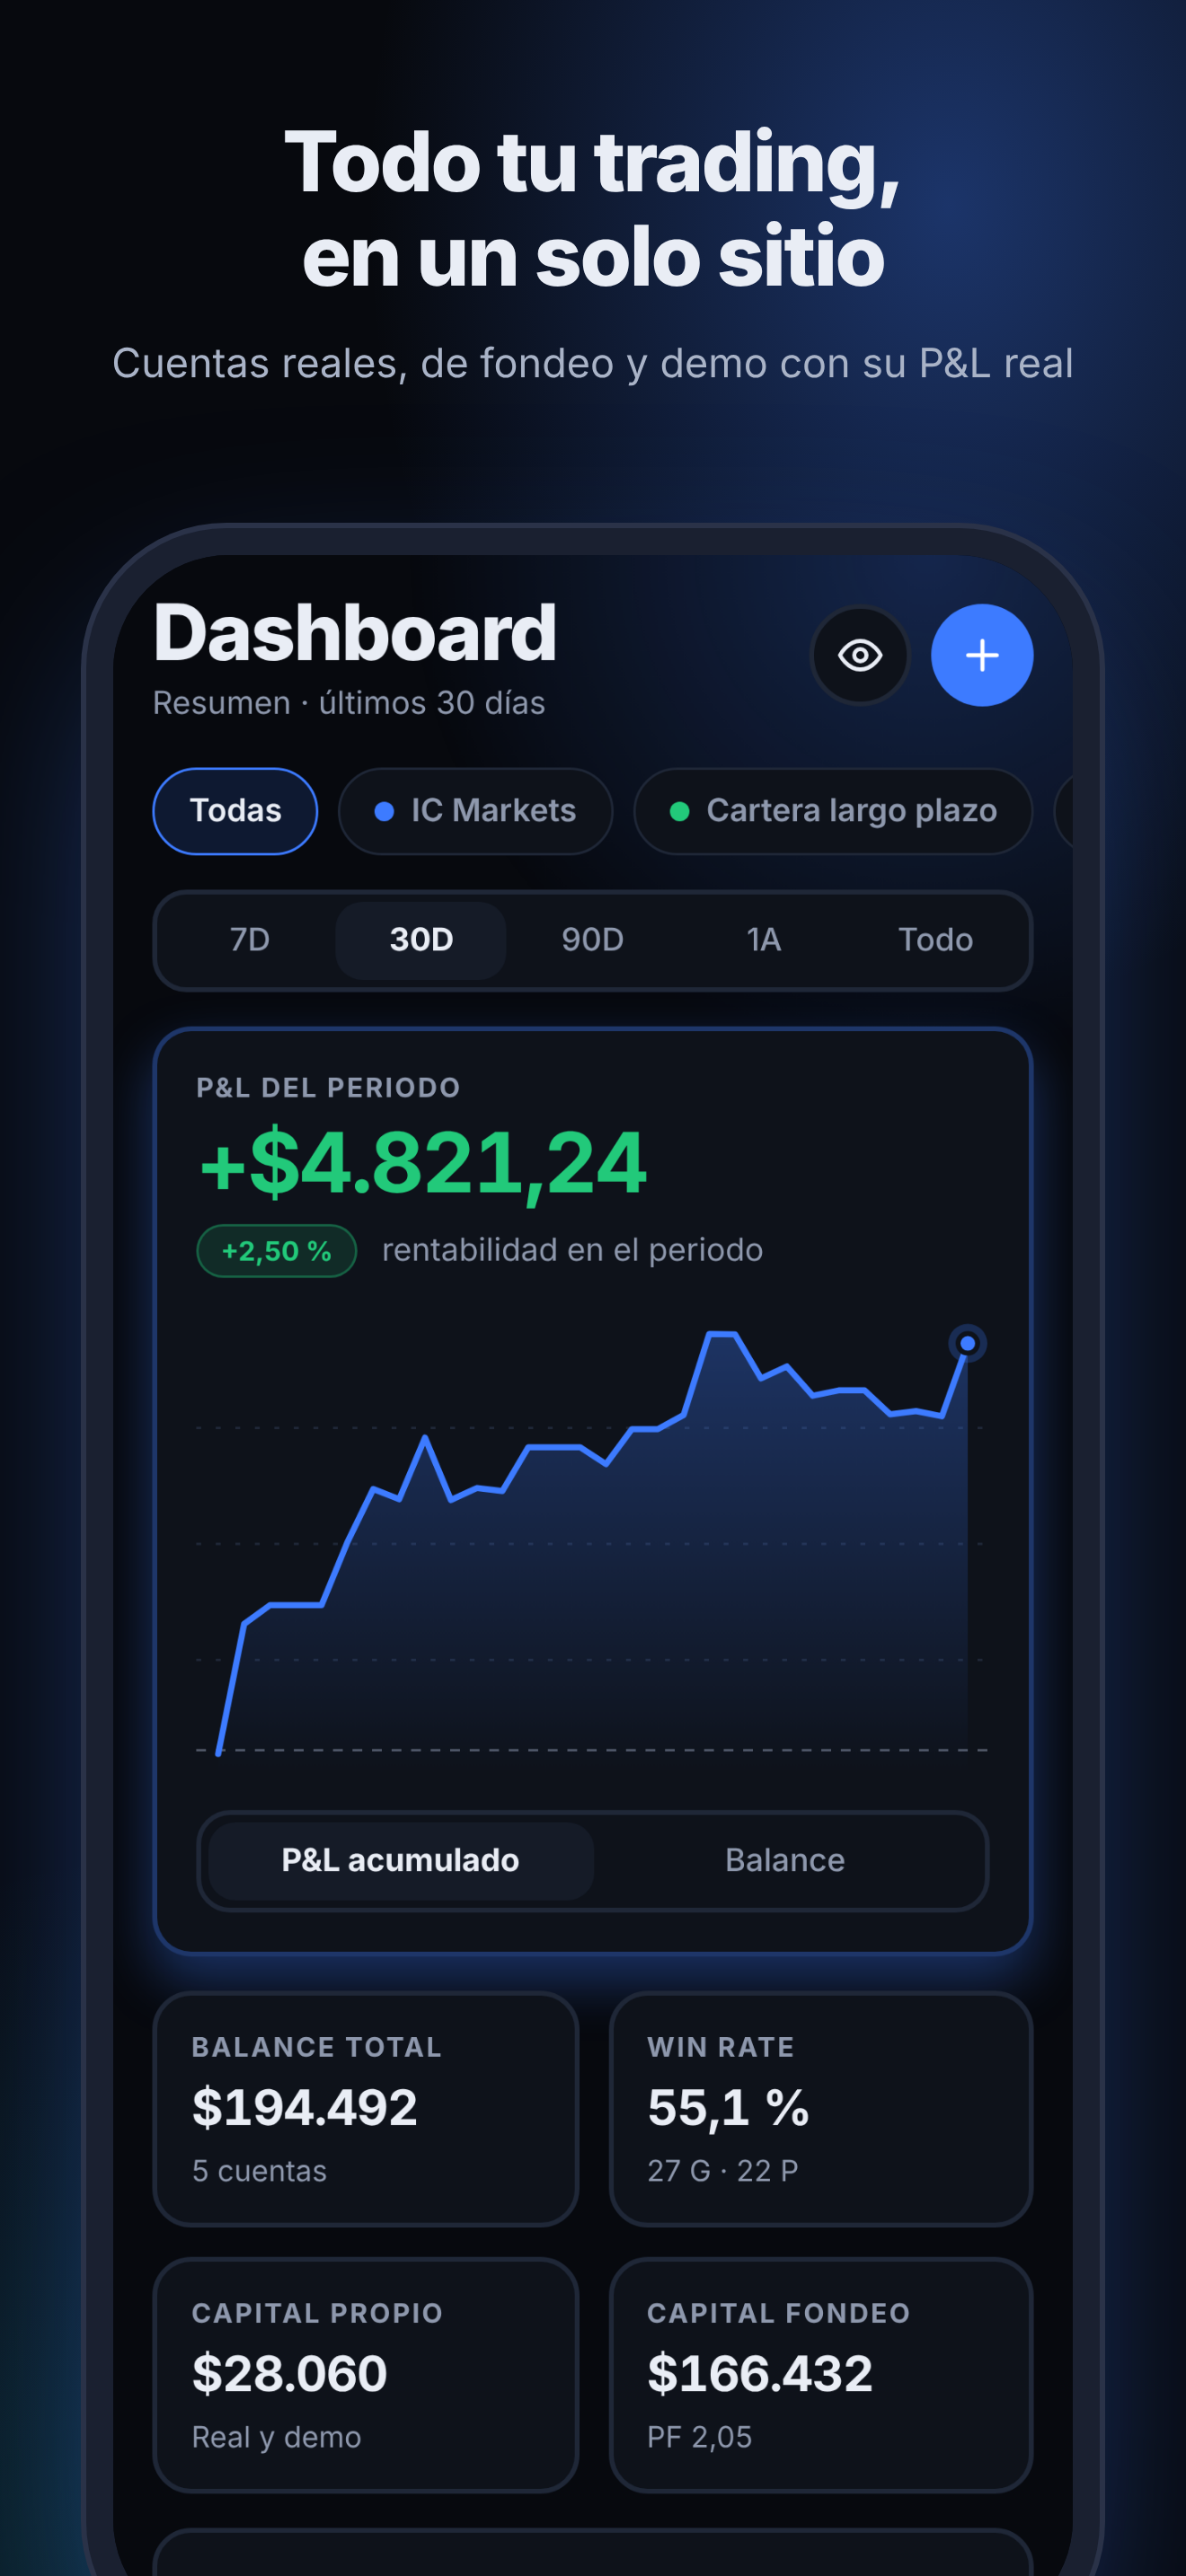 Todo tu trading,
en un solo sitio
Cuentas reales, de fondeo y demo con su P&L real
Dashboard
Resumen · últimos 30 días
Todas
IC Markets
Cartera largo plazo
7D
30D
90D
1A
Todo
P&L DEL PERIODO
+$4.821,24
+2,50 %
rentabilidad en el periodo
P&L acumulado
Balance
BALANCE TOTAL
$194.492
5 cuentas
WIN RATE
55,1 %
27 G · 22 P
CAPITAL PROPIO
$28.060
Real y demo
CAPITAL FONDEO
$166.432
PF 2,05